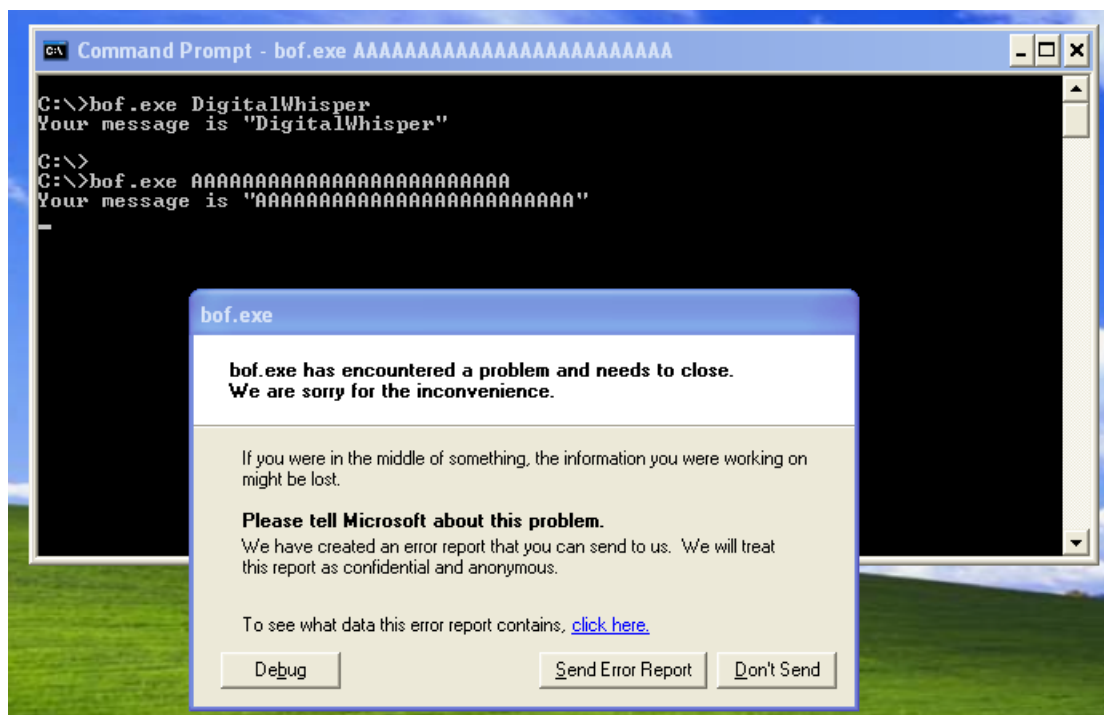 Command Prompt - bof.exe AAAAAAAAAAAAAAAAAAAAAAAAA
C:\>bof.exe DigitalWhisper
Your message is "DigitalWhisper"
C:\>
C:\>bof.exe AAAAAAAAAAAAAAAAAAAAAAAAA
Your message is "AAAAAAAAAAAAAAAAAAAAAAAAA"
bof.exe
bof.exe has encountered a problem and needs to close.
We are sorry for the inconvenience.
If you were in the middle of something, the information you were working on
might be lost.
Please tell Microsoft about this problem.
We have created an error report that you can send to us. We will treat
this report as confidential and anonymous.
To see what data this error report contains, click here.
Debug Send Error Report Don't Send